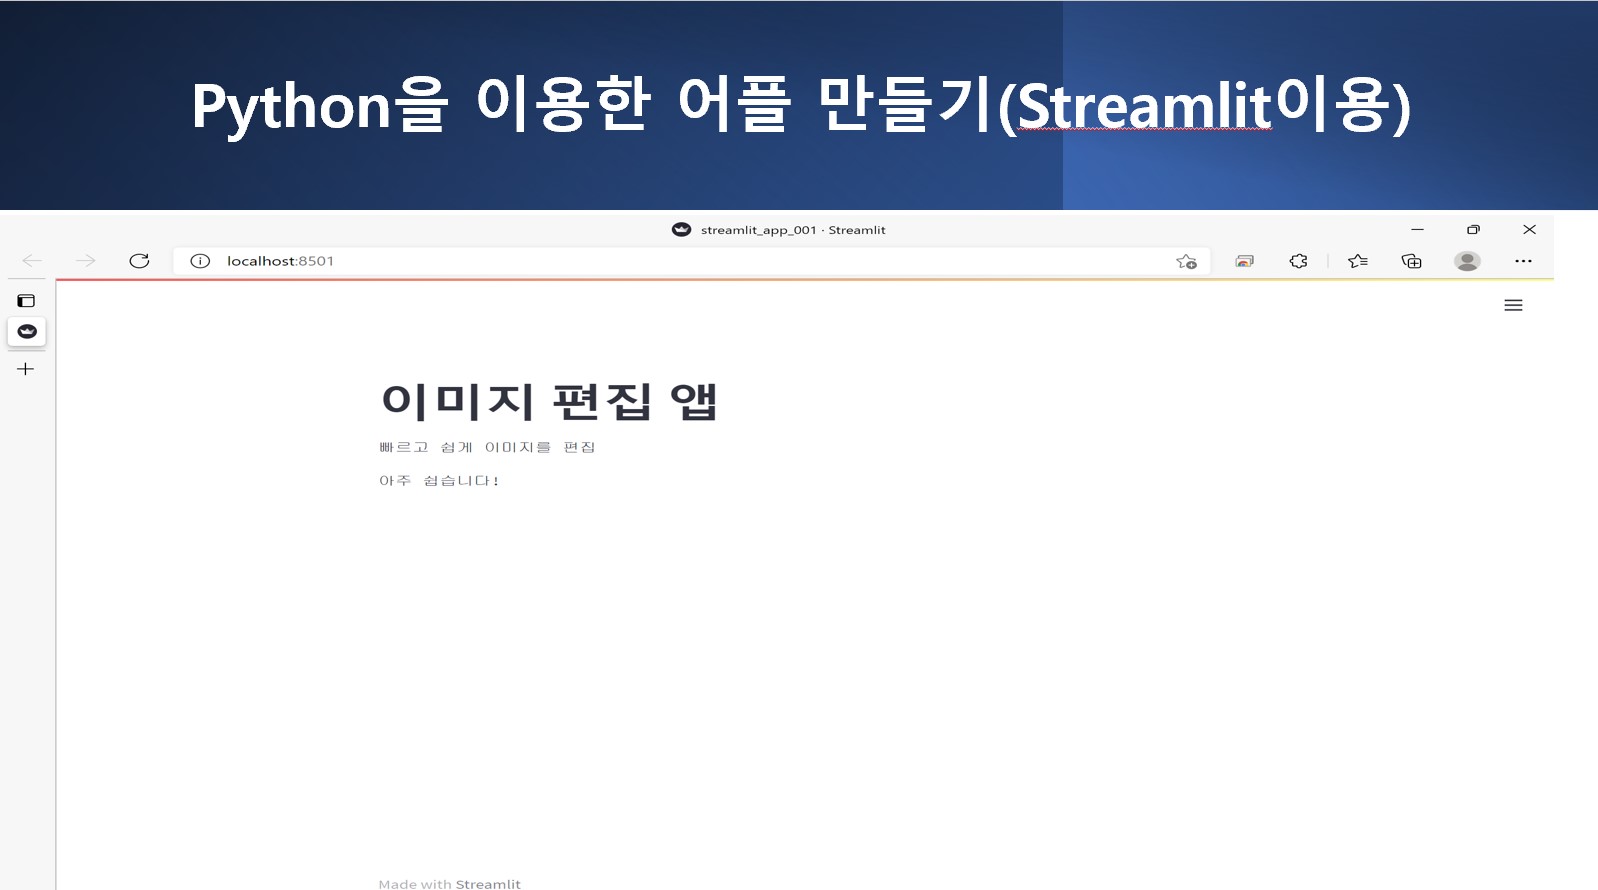 Python을 이용한 어플 만들기(Streamlit이용)
streamlit_app_001 · Streamlit
localhost:8501
이미지 편집 앱
빠르고 쉽게 이미지를 편집
아주 쉽습니다!
Made with Streamlit